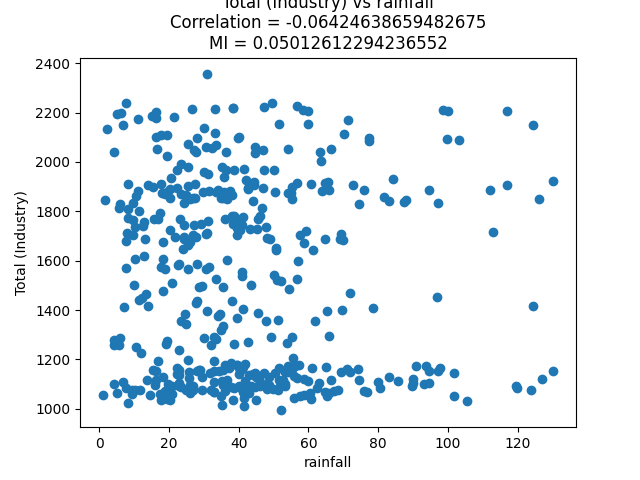 Total (Industry) vs rainfall
Correlation = -0.06424638659482675
MI = 0.05012612294236552
2400
2200
2000
1800
1600
1400
1200
1000
Total (Industry)
0 20 40 60 80 100 120
rainfall